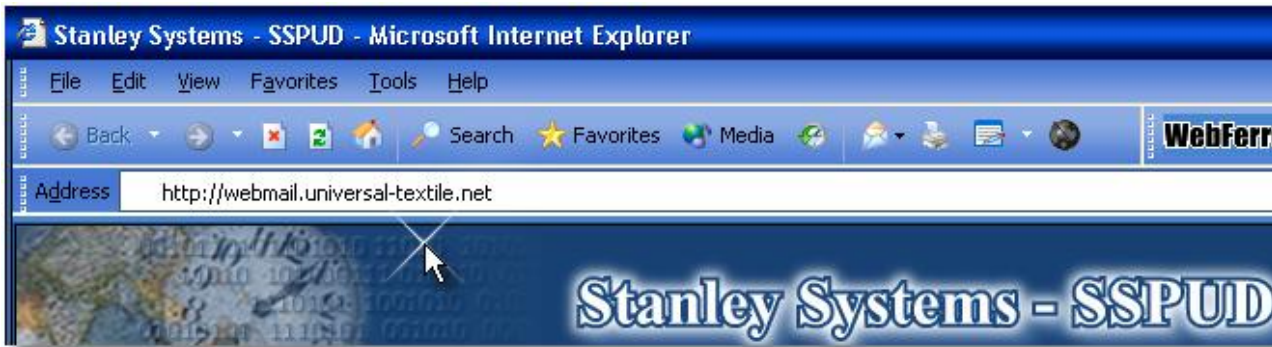 Stanley Systems - SSPUD - Microsoft Internet Explorer
File Edit View Favorites Tools Help
Back Search Favorites Media WebFerr
Address http://webmail.universal-textile.net
Stanley Systems - SSPUD